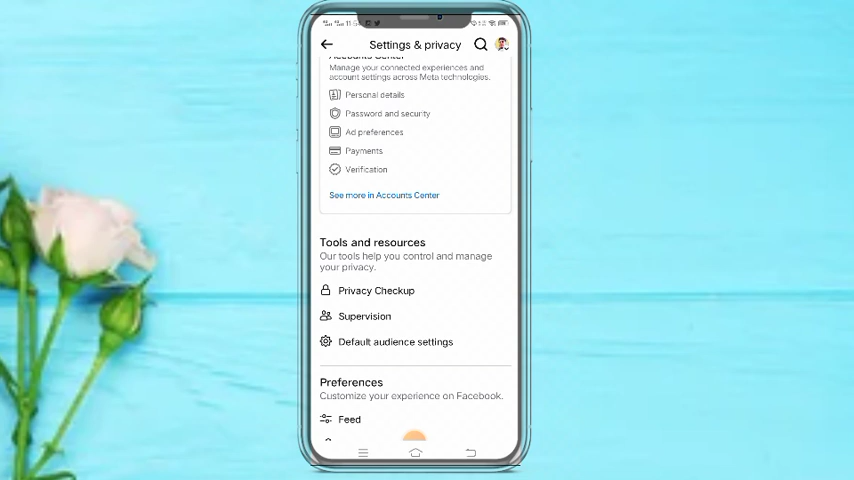 Settings & privacy
Accounts Center
Manage your connected experiences and
account settings across Meta technologies.
Personal details
Password and security
Ad preferences
Payments
Verification
See more in Accounts Center
Tools and resources
Our tools help you control and manage
your privacy.
Privacy Checkup
Supervision
Default audience settings
Preferences
Customize your experience on Facebook.
Feed